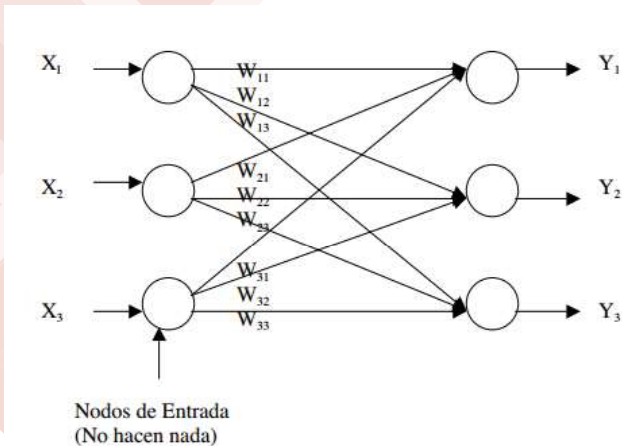 X₁
W₁₁
Y₁
W₁₂
W₁₃
W₂₁
X₂
W₂₂
Y₂
W₂₃
W₃₁
W₃₂
X₃
W₃₃
Y₃
Nodos de Entrada
(No hacen nada)